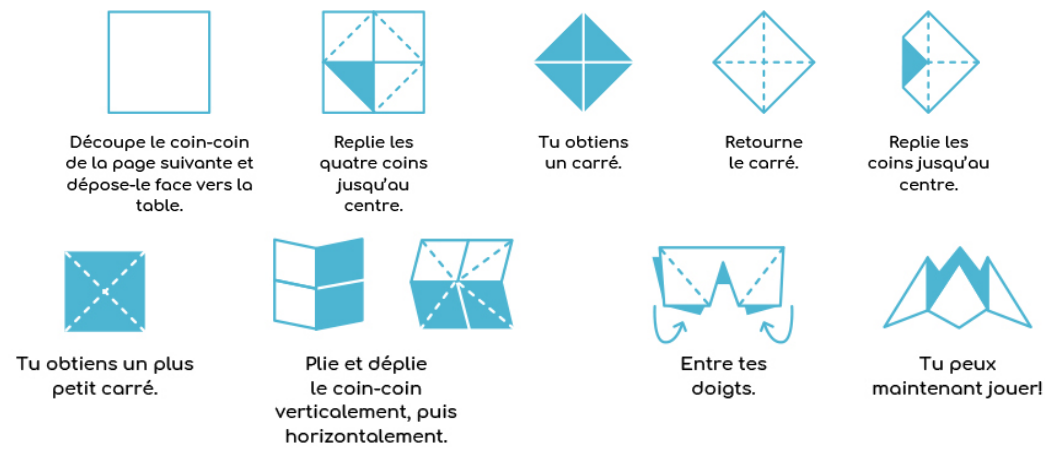 Découpe le coin-coin
de la page suivante et
dépose-le face vers la
table.
Replie les
quatre coins
jusqu'au
centre.
Tu obtiens
un carré.
Retourne
le carré.
Replie les
coins jusqu'au
centre.
Tu obtiens un plus
petit carré.
Plie et déplie
le coin-coin
verticalement, puis
horizontalement.
Entre tes
doigts.
Tu peux
maintenant jouer!